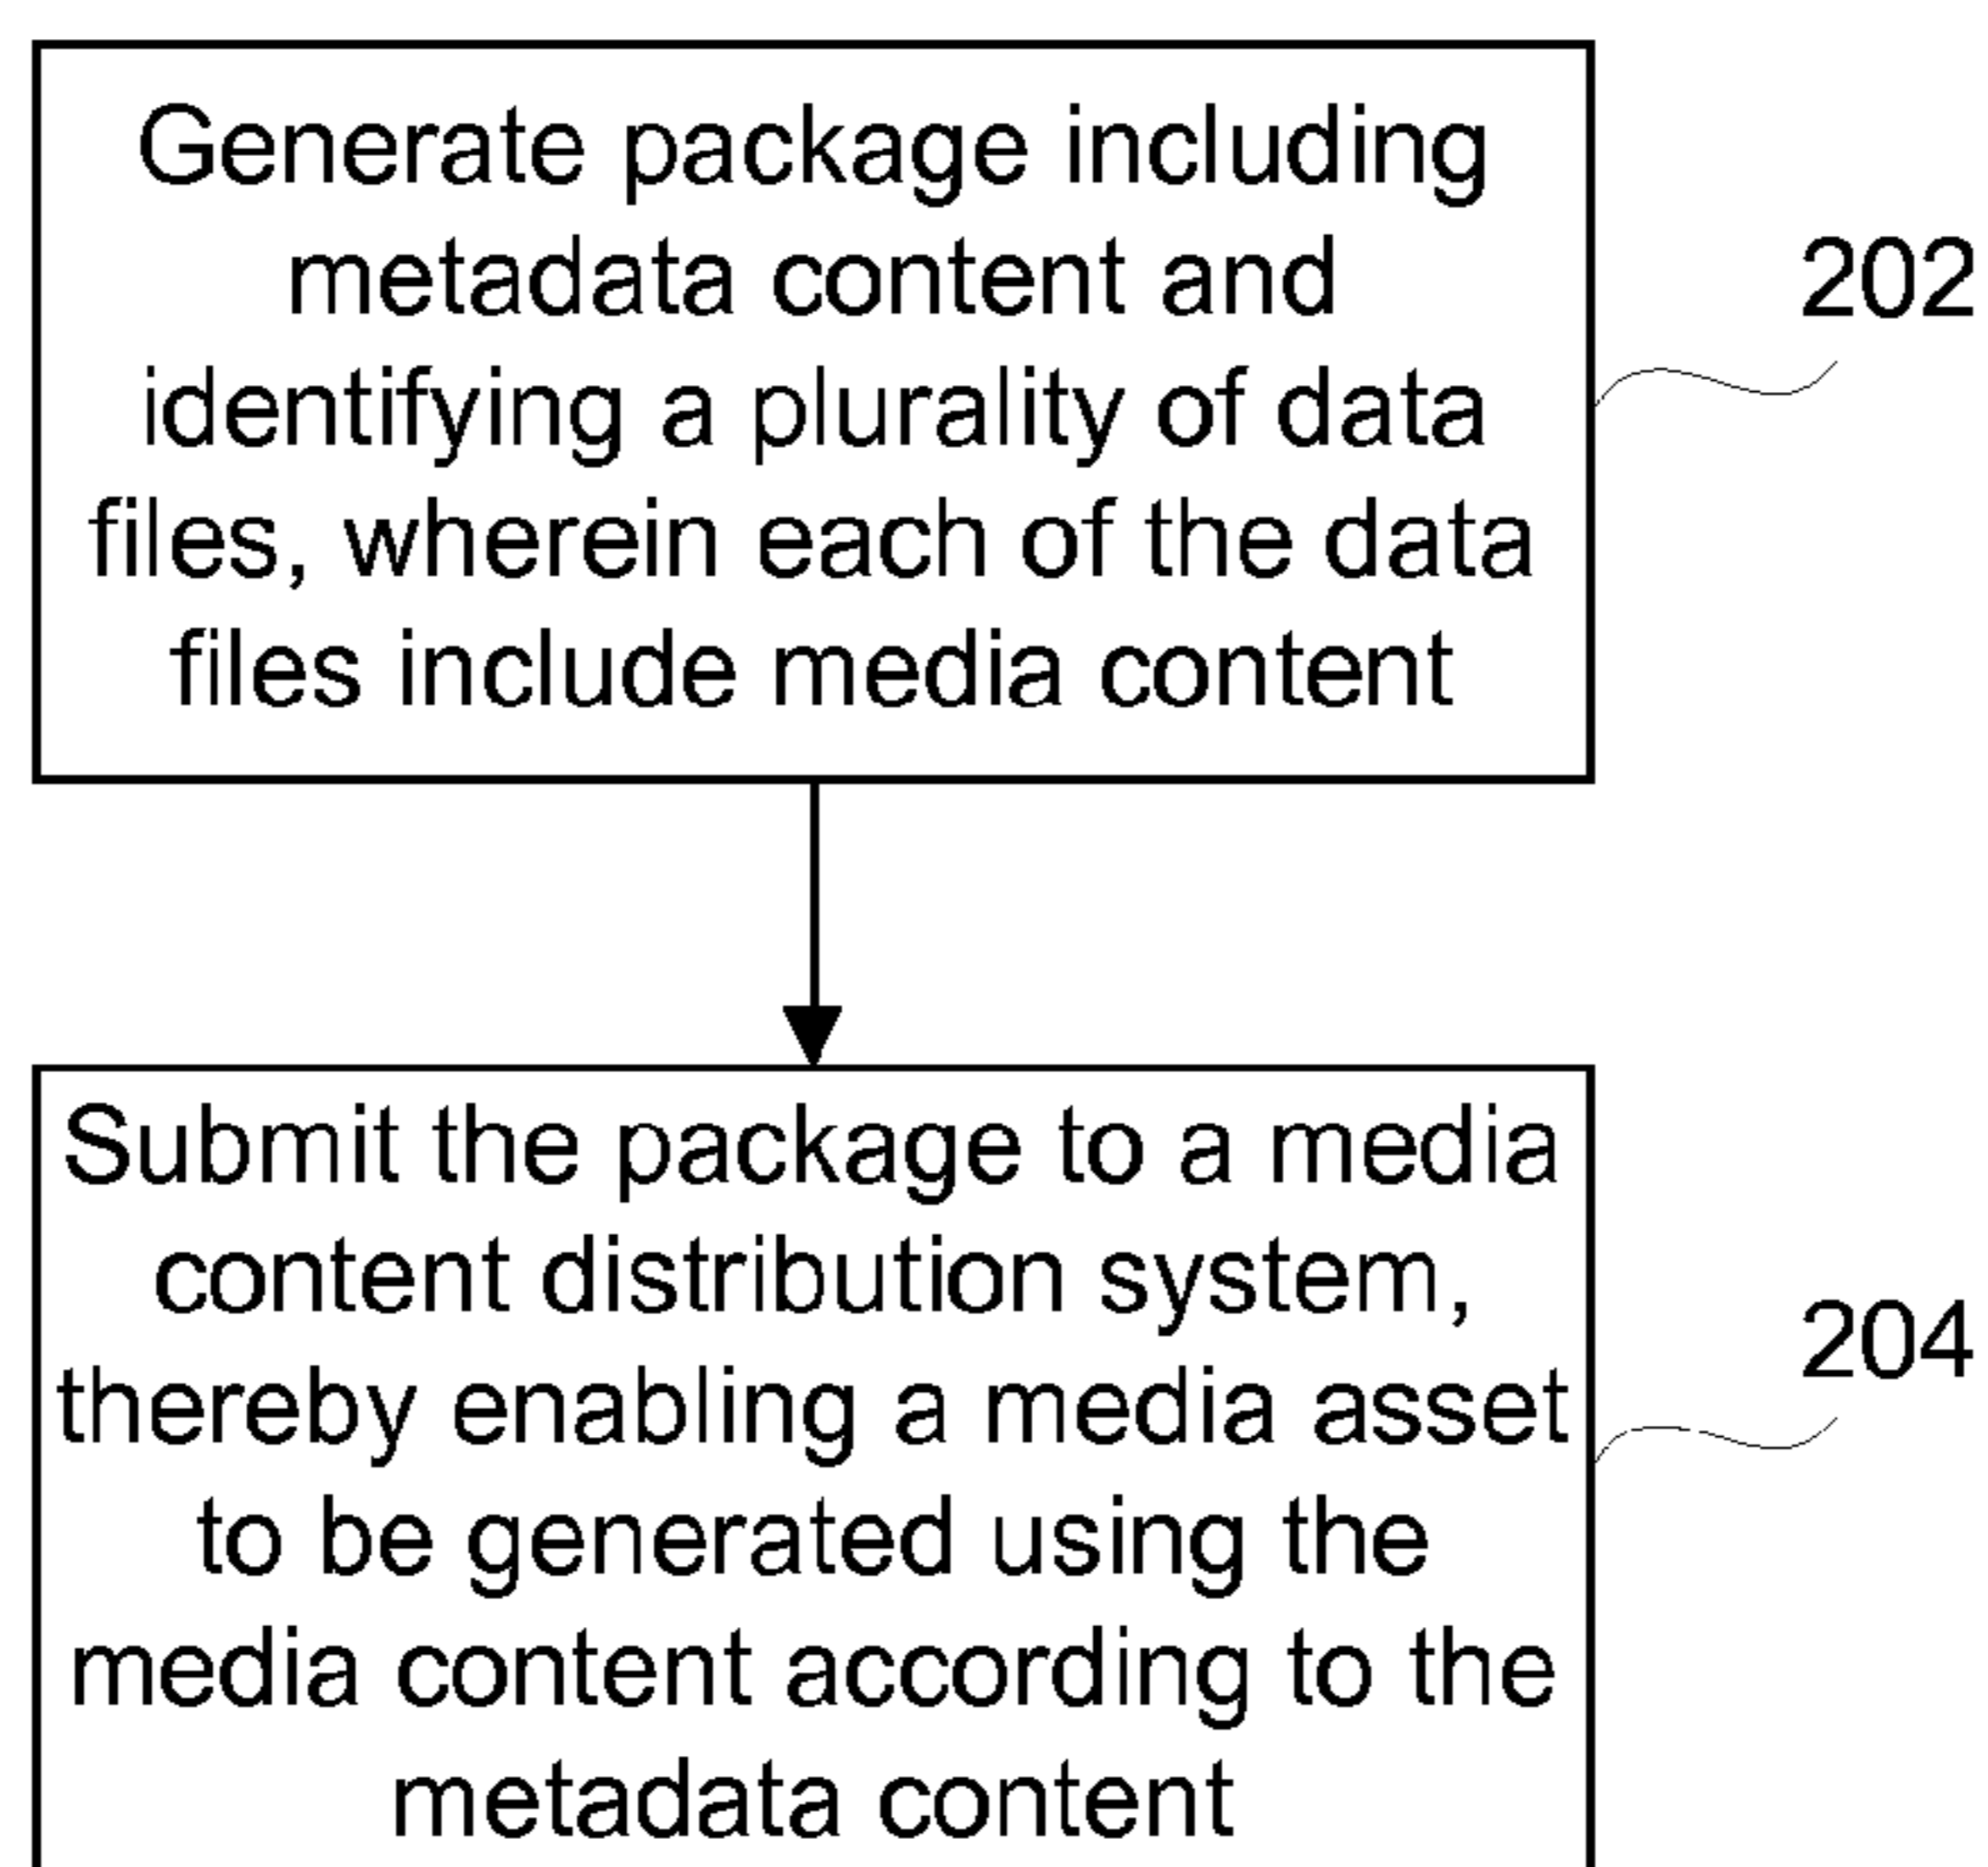 Generate package including
metadata content and
identifying a plurality of data
files, wherein each of the data
files include media content
202
Submit the package to a media
content distribution system,
thereby enabling a media asset
to be generated using the
media content according to the
metadata content
204